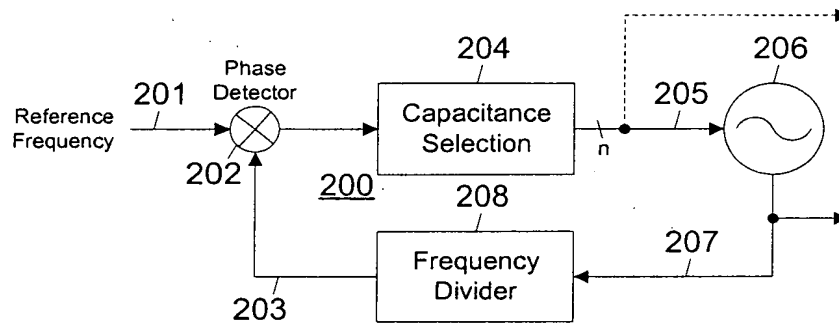 204
206
Phase
Detector
201
Reference
Frequency
Capacitance
Selection
205
n
202
200
208
207
Frequency
Divider
203